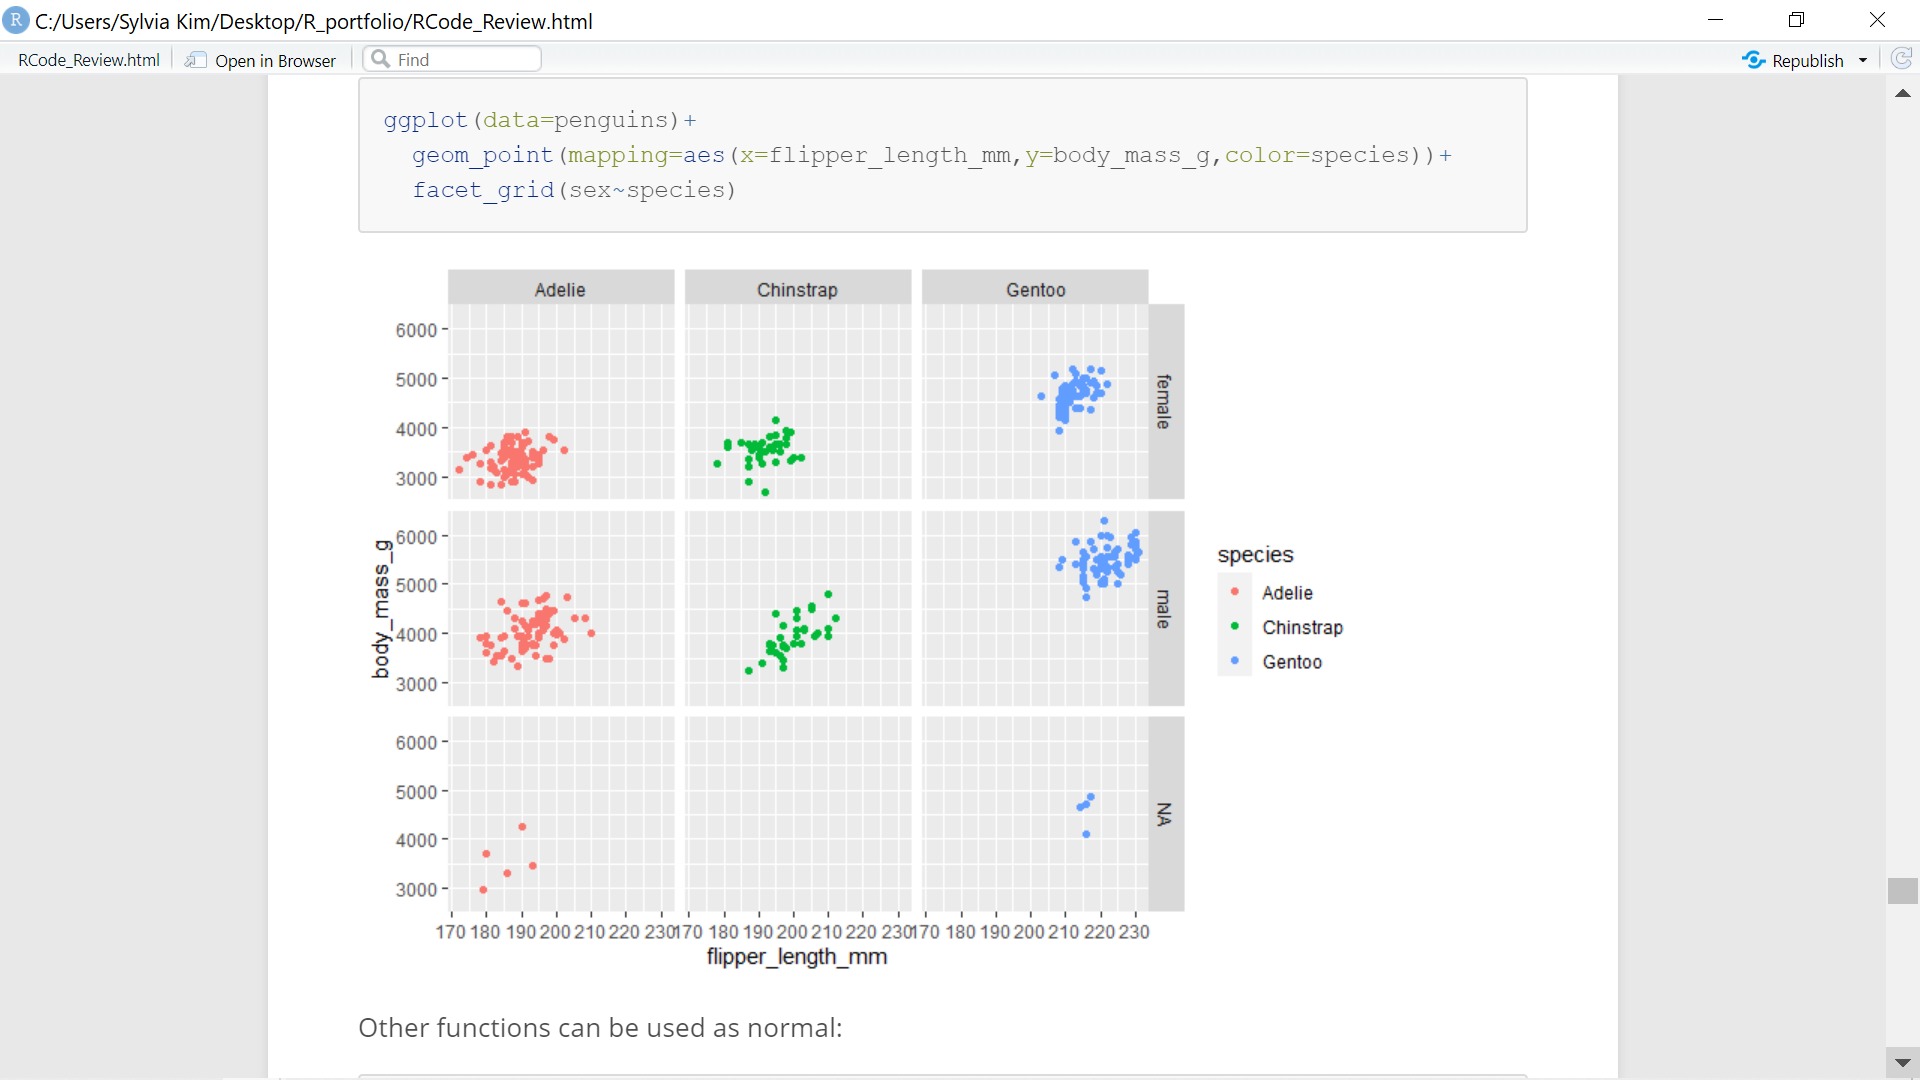 C:/Users/Sylvia Kim/Desktop/R_portfolio/RCode_Review.html
RCode_Review.html Open in Browser Find Republish
ggplot(data=penguins)+
  geom_point(mapping=aes(x=flipper_length_mm,y=body_mass_g,color=species))+
  facet_grid(sex~species)
Adelie Chinstrap Gentoo
6000
5000
4000
3000
female
6000
5000
4000
3000
male
6000
5000
4000
3000
NA
body_mass_g
170 180 190 200 210 220 230 170 180 190 200 210 220 230 170 180 190 200 210 220 230
flipper_length_mm
species
Adelie
Chinstrap
Gentoo
Other functions can be used as normal: